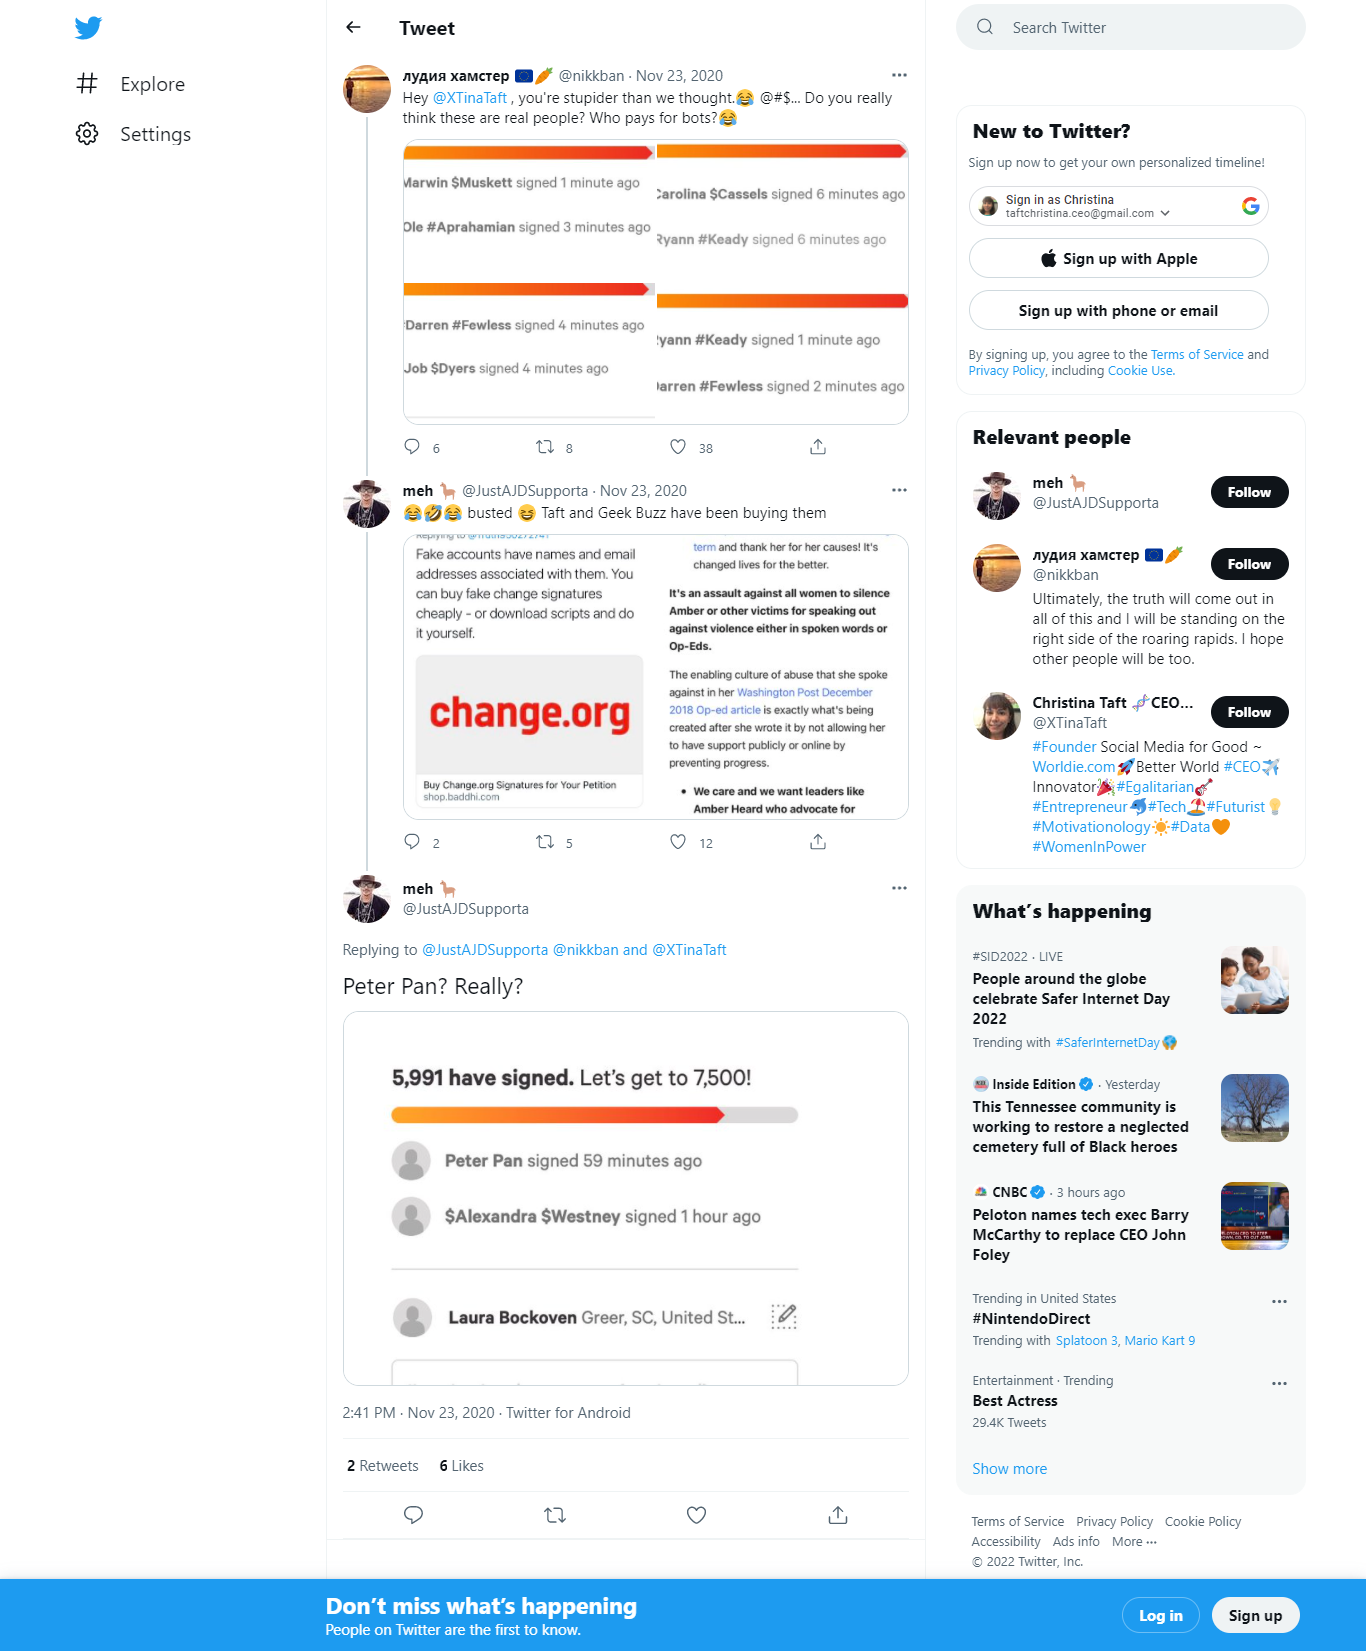 Tweet
Explore
Settings
лудия хамстер @nikkban · Nov 23, 2020
Hey @XTinaTaft , you're stupider than we thought. @#$... Do you really
think these are real people? Who pays for bots?
Marwin $Muskett signed 1 minute ago
Ole #Aprahamian signed 3 minutes ago
Carolina $Cassels signed 6 minutes ago
Ryann #Keady signed 6 minutes ago
Darren #Fewless signed 4 minutes ago
Job $Dyers signed 4 minutes ago
yann #Keady signed 1 minute ago
arren #Fewless signed 2 minutes ago
6
8
38
meh @JustAJDSupporta · Nov 23, 2020
busted Taft and Geek Buzz have been buying them
Fake accounts have names and email
addresses associated with them. You
can buy fake change signatures
cheaply - or download scripts and do
it yourself.
change.org
Buy Change.org Signatures for Your Petition
shop.baddhi.com
term and thank her for her causes! It's
changed lives for the better.
It's an assault against all women to silence
Amber or other victims for speaking out
against violence either in spoken words or
Op-Eds.
The enabling culture of abuse that she spoke
against in her Washington Post December
2018 Op-ed article is exactly what's being
created after she wrote it by not allowing her
to have support publicly or online by
preventing progress.
• We care and we want leaders like
Amber Heard who advocate for
2
5
12
meh
@JustAJDSupporta
Replying to @JustAJDSupporta @nikkban and @XTinaTaft
Peter Pan? Really?
5,991 have signed. Let's get to 7,500!
Peter Pan signed 59 minutes ago
$Alexandra $Westney signed 1 hour ago
Laura Bockoven Greer, SC, United St...
2:41 PM · Nov 23, 2020 · Twitter for Android
2 Retweets 6 Likes
Search Twitter
New to Twitter?
Sign up now to get your own personalized timeline!
Sign in as Christina
taftchristina.ceo@gmail.com
Sign up with Apple
Sign up with phone or email
By signing up, you agree to the Terms of Service and
Privacy Policy, including Cookie Use.
Relevant people
meh
@JustAJDSupporta
Follow
лудия хамстер
@nikkban
Follow
Ultimately, the truth will come out in
all of this and I will be standing on the
right side of the roaring rapids. I hope
other people will be too.
Christina Taft CEO...
@XTinaTaft
Follow
#Founder Social Media for Good ~
Worldie.com Better World #CEO
Innovator #Egalitarian
#Entrepreneur #Tech #Futurist
#Motivationology #Data
#WomenInPower
What's happening
#SID2022 · LIVE
People around the globe
celebrate Safer Internet Day
2022
Trending with #SaferInternetDay
Inside Edition · Yesterday
This Tennessee community is
working to restore a neglected
cemetery full of Black heroes
CNBC · 3 hours ago
Peloton names tech exec Barry
McCarthy to replace CEO John
Foley
Trending in United States
#NintendoDirect
Trending with Splatoon 3, Mario Kart 9
Entertainment · Trending
Best Actress
29.4K Tweets
Show more
Terms of Service Privacy Policy Cookie Policy
Accessibility Ads info More ···
© 2022 Twitter, Inc.
Don't miss what's happening
People on Twitter are the first to know.
Log in
Sign up